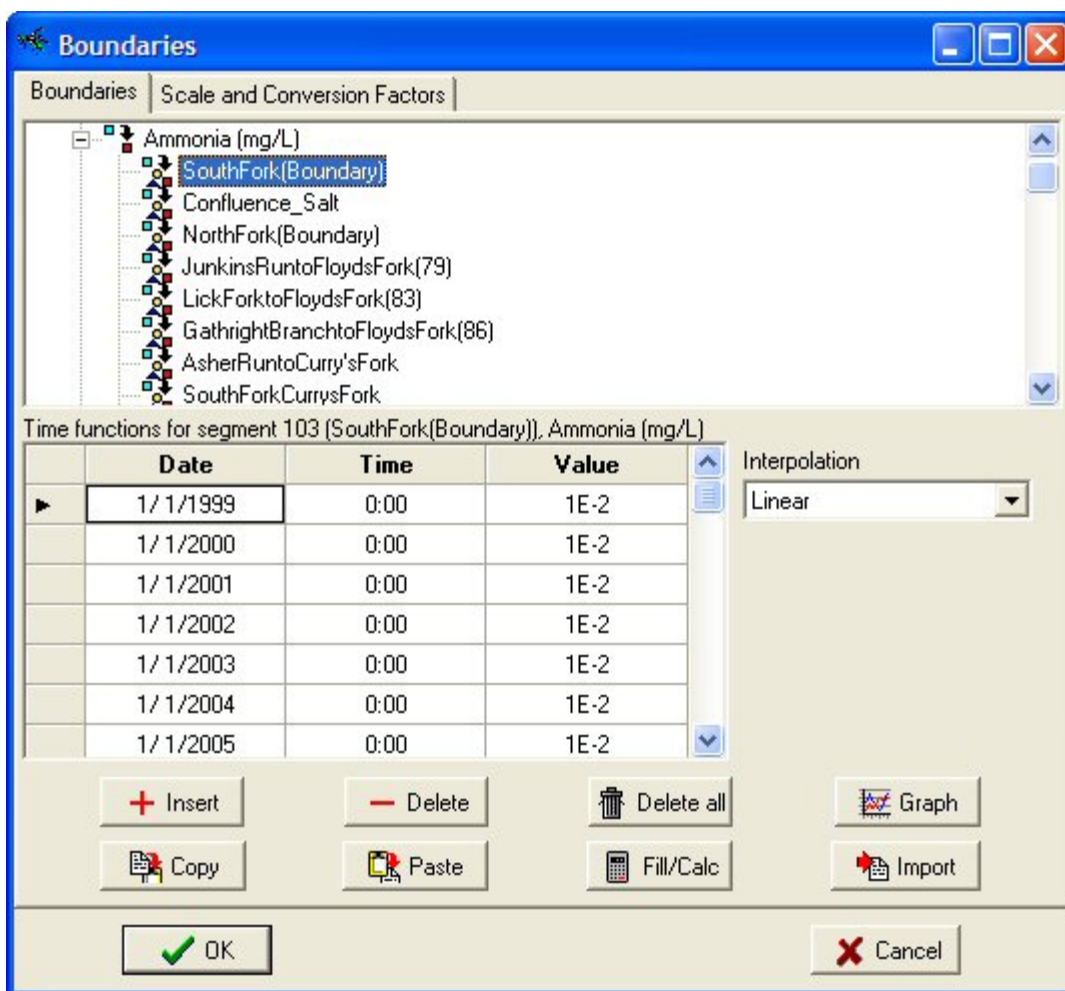 Boundaries
Boundaries Scale and Conversion Factors
Ammonia (mg/L)
SouthFork(Boundary)
Confluence_Salt
NorthFork(Boundary)
JunkinsRuntoFloydsFork(79)
LickForktoFloydsFork(83)
GathrightBranchtoFloydsFork(86)
AsherRuntoCurry'sFork
SouthForkCurrysFork
Time functions for segment 103 (SouthFork(Boundary)), Ammonia (mg/L)
Date Time Value
1/ 1/1999 0:00 1E-2
1/ 1/2000 0:00 1E-2
1/ 1/2001 0:00 1E-2
1/ 1/2002 0:00 1E-2
1/ 1/2003 0:00 1E-2
1/ 1/2004 0:00 1E-2
1/ 1/2005 0:00 1E-2
Interpolation
Linear
Insert Delete Delete all Graph
Copy Paste Fill/Calc Import
OK Cancel